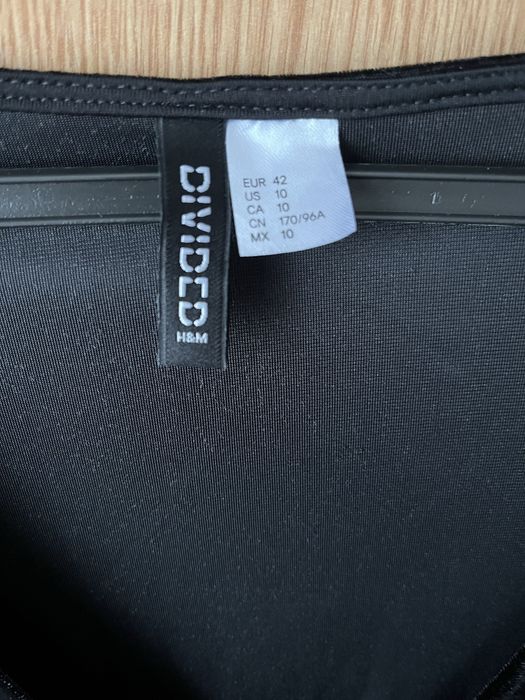 DIVIDED
H&M
EUR 42
US 10
CA 10
CN 170/96A
MX 10